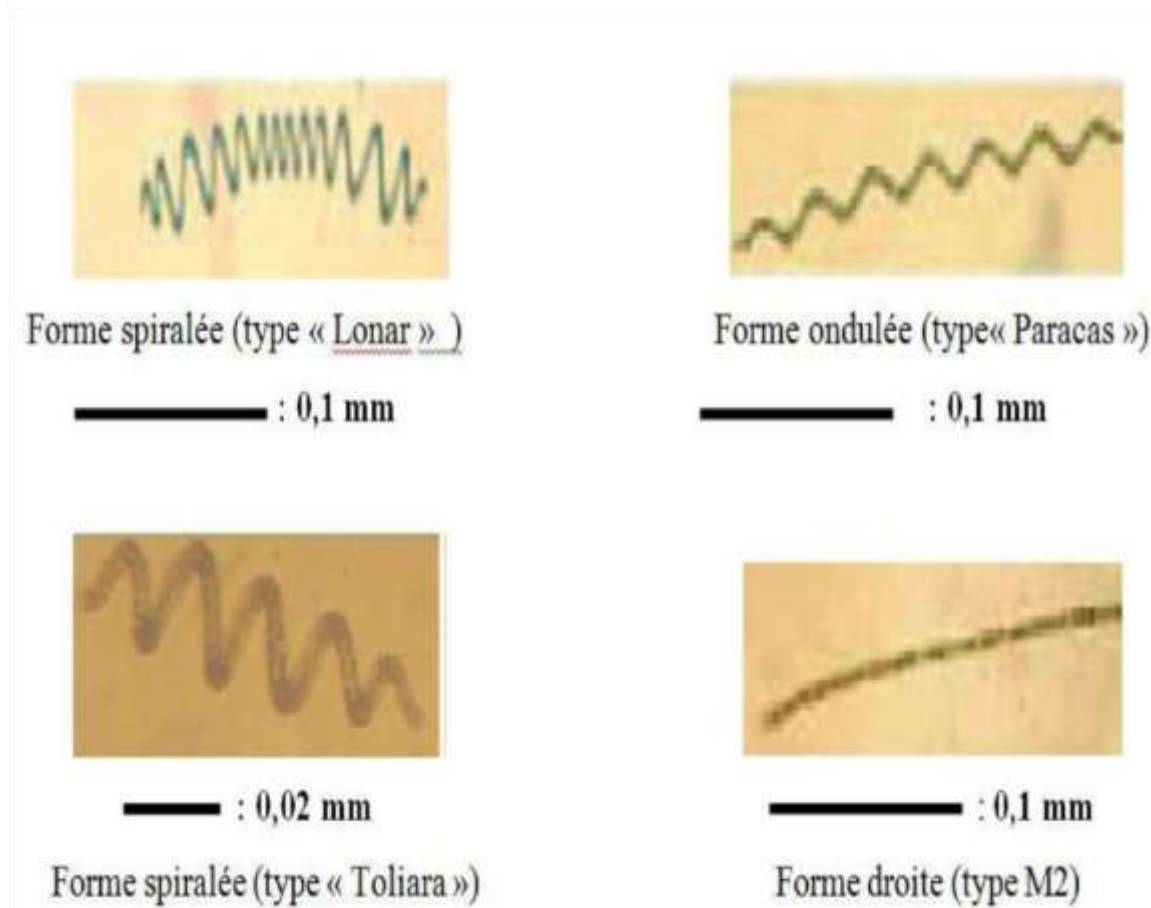 Forme spiralée (type « Lonar » )
Forme ondulée (type« Paracas »)
: 0,1 mm
: 0,1 mm
: 0,02 mm
: 0,1 mm
Forme spiralée (type « Toliara »)
Forme droite (type M2)